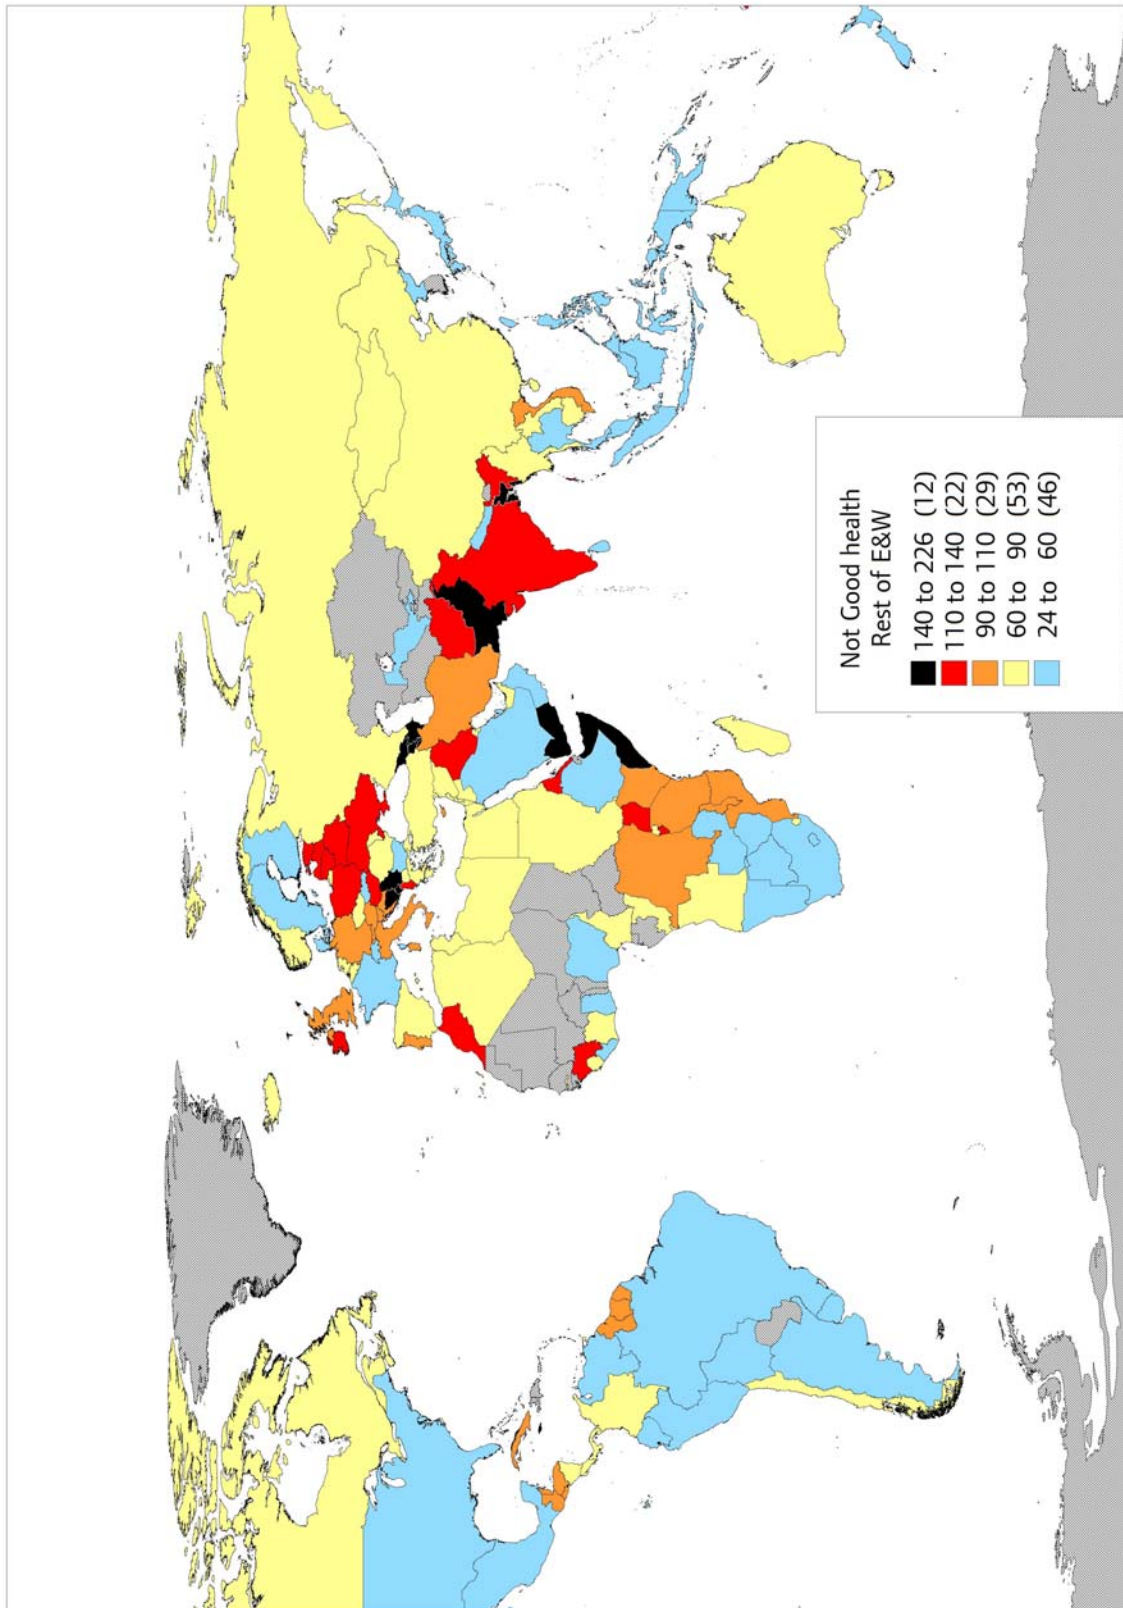 Not Good health
Rest of E&W
140 to 226 (12)
110 to 140 (22)
90 to 110 (29)
60 to 90 (53)
24 to 60 (46)